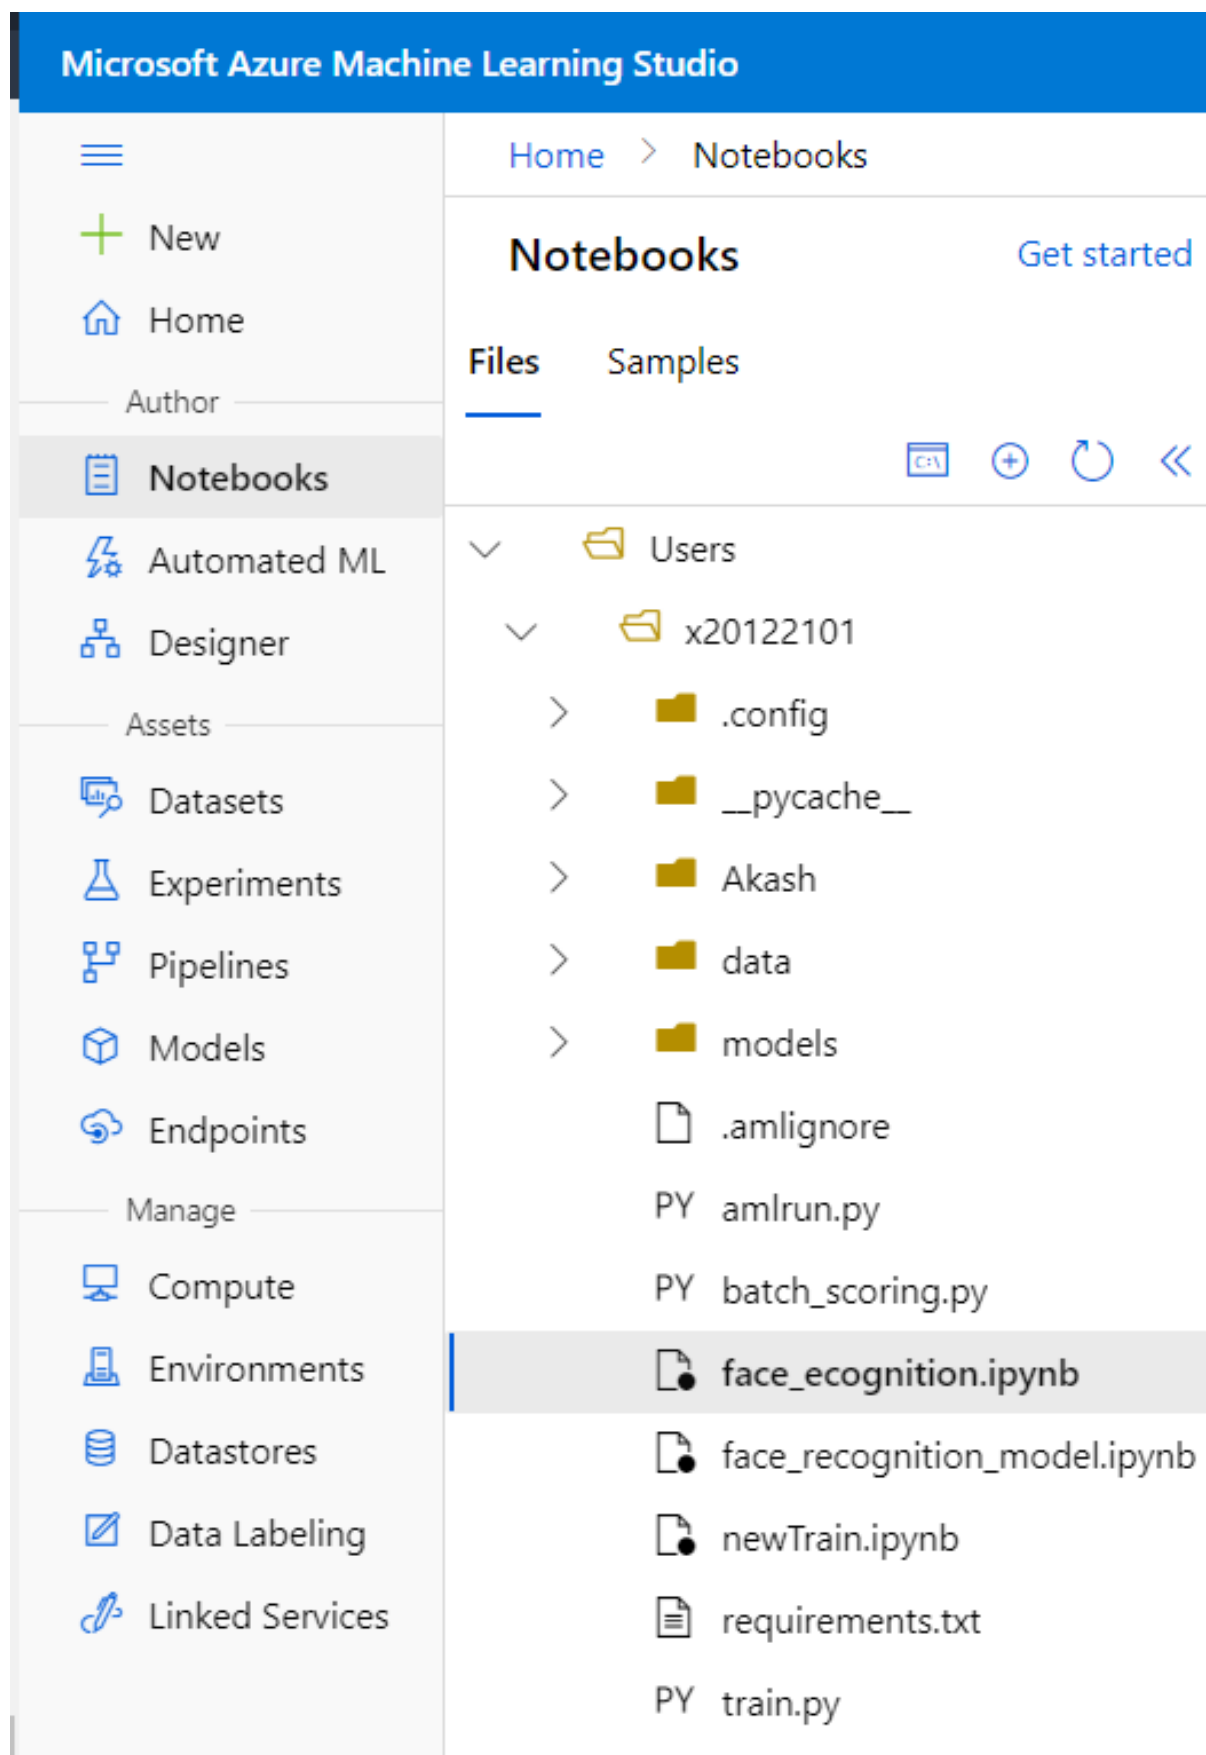 Microsoft Azure Machine Learning Studio
Home > Notebooks
New
Home
Author
Notebooks
Automated ML
Designer
Assets
Datasets
Experiments
Pipelines
Models
Endpoints
Manage
Compute
Environments
Datastores
Data Labeling
Linked Services
Notebooks Get started
Files Samples
C:\
Users
x20122101
.config
__pycache__
Akash
data
models
.amlignore
PY amlrun.py
PY batch_scoring.py
face_ecognition.ipynb
face_recognition_model.ipynb
newTrain.ipynb
requirements.txt
PY train.py